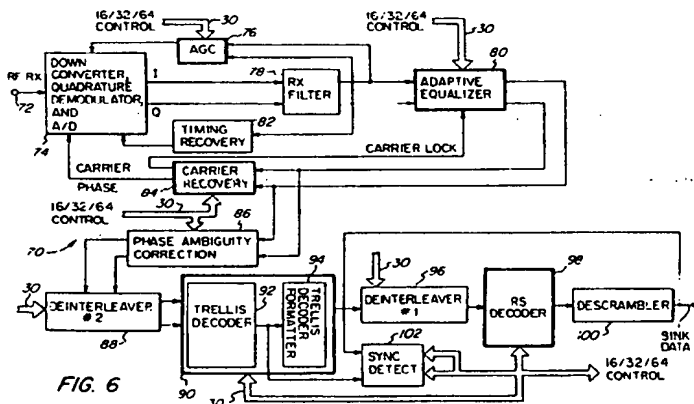 16/32/64
CONTROL
30
76
AGC
16/32/64
CONTROL
30
80
RF RX
72
DOWN
CONVERTER,
QUADRATURE
DEMODULATOR,
AND
A/D
74
I
Q
78
RX
FILTER
ADAPTIVE
EQUALIZER
82
TIMING
RECOVERY
CARRIER LOCK
CARRIER
PHASE
84
CARRIER
RECOVERY
16/32/64
CONTROL
30
86
70
PHASE AMBIGUITY
CORRECTION
30
DEINTERLEAVER
#2
88
92
TRELLIS
DECODER
94
TRELLIS
DECODER
FORMATTER
90
30
30
96
DEINTERLEAVER
#1
98
RS
DECODER
DESCRAMBLER
100
SINK
DATA
102
SYNC
DETECT
16/32/64
CONTROL
FIG. 6